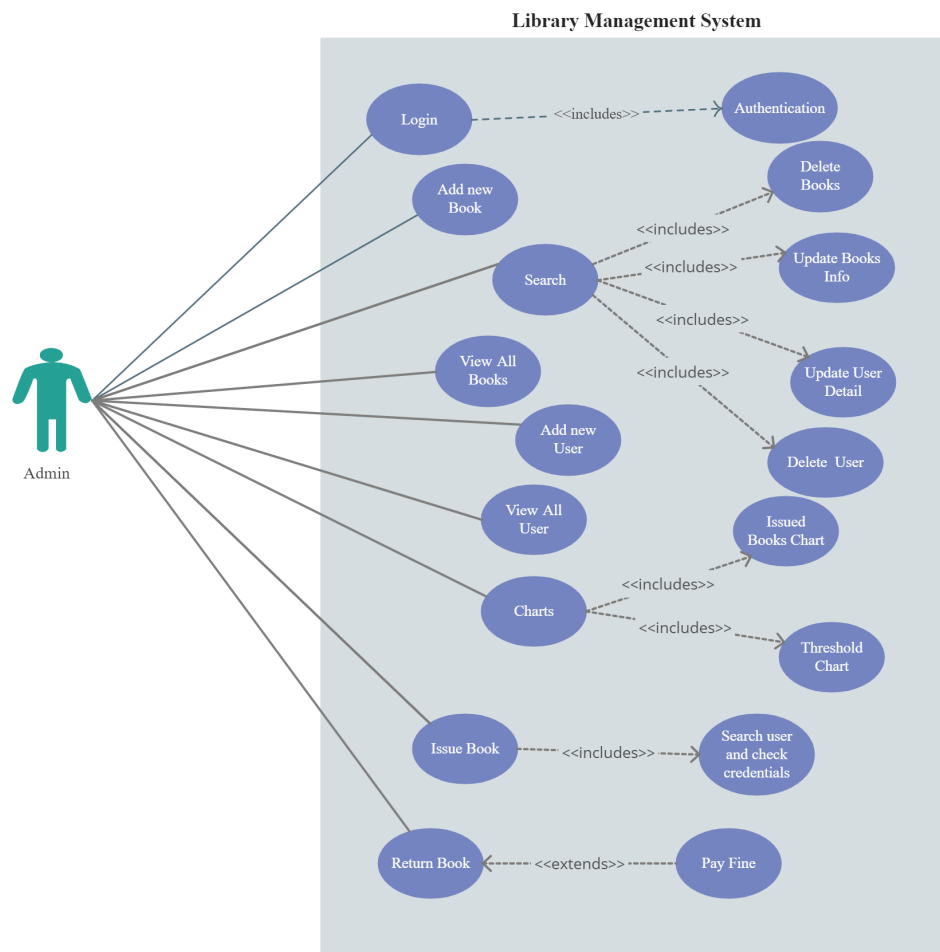 Library Management System
Login
<<includes>>
Authentication
Add new
Book
Delete
Books
<<includes>>
Search
<<includes>>
Update Books
Info
<<includes>>
View All
Books
<<includes>>
Update User
Detail
Add new
User
Delete  User
Admin
View All
User
Issued
Books Chart
Charts
<<includes>>
<<includes>>
Threshold
Chart
Issue Book
<<includes>>
Search user
and check
credentials
Return Book
<<extends>>
Pay Fine